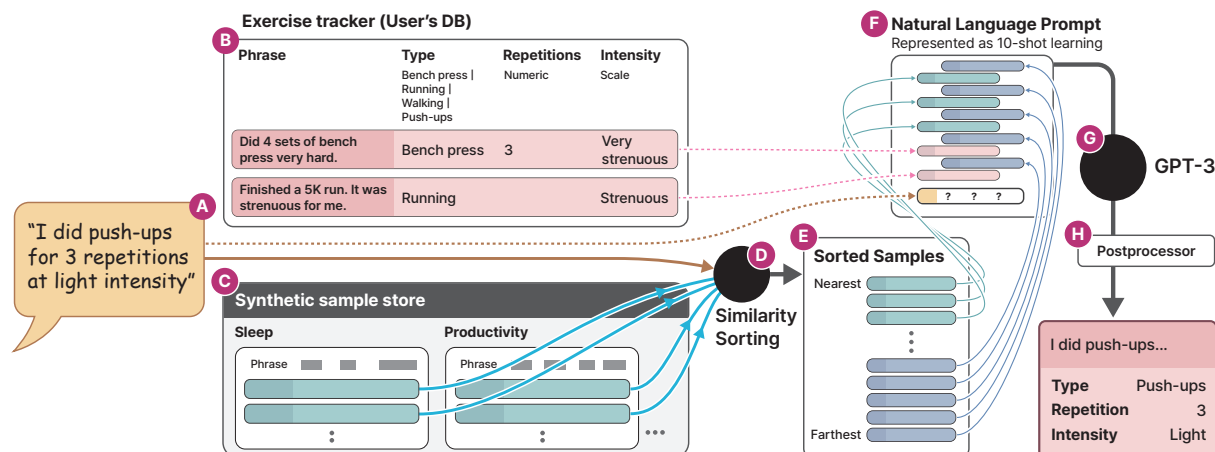 Exercise tracker (User's DB)
B
Phrase Type Repetitions Intensity
Bench press | Numeric Scale
Running |
Walking |
Push-ups
Did 4 sets of bench
press very hard.
Bench press 3 Very
strenuous
Finished a 5K run. It was
strenuous for me.
Running Strenuous
A
“I did push-ups
for 3 repetitions
at light intensity”
C
Synthetic sample store
Sleep
Phrase
Productivity
Phrase
D
Similarity
Sorting
E
Sorted Samples
Nearest
Farthest
F
Natural Language Prompt
Represented as 10-shot learning
? ? ?
G
GPT-3
H
Postprocessor
I did push-ups...
Type Push-ups
Repetition 3
Intensity Light